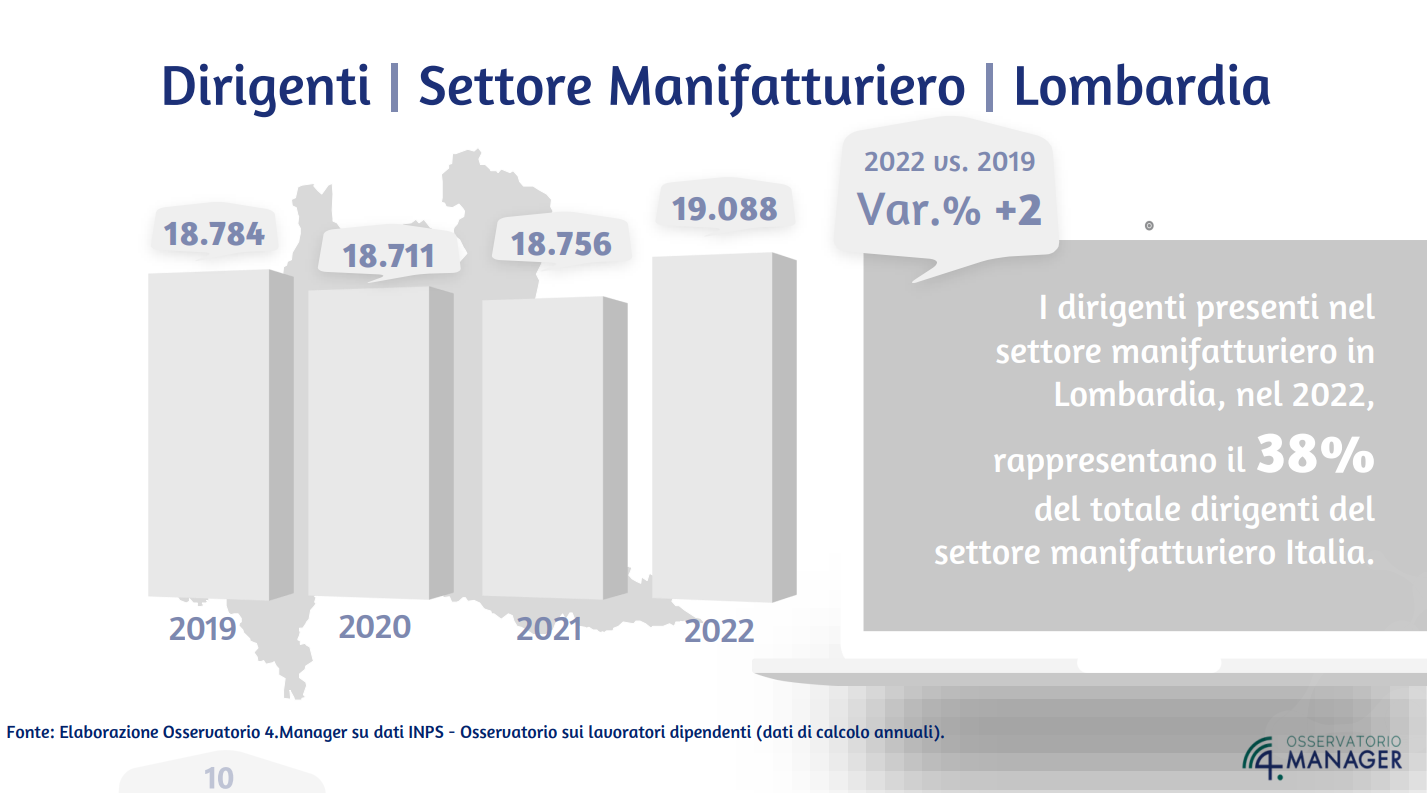 Dirigenti | Settore Manifatturiero | Lombardia
2022 vs. 2019
Var.% +2
18.784
18.711
18.756
19.088
2019
2020
2021
2022
I dirigenti presenti nel
settore manifatturiero in
Lombardia, nel 2022,
rappresentano il 38%
del totale dirigenti del
settore manifatturiero Italia.
Fonte: Elaborazione Osservatorio 4.Manager su dati INPS - Osservatorio sui lavoratori dipendenti (dati di calcolo annuali).
10
OSSERVATORIO
4.MANAGER